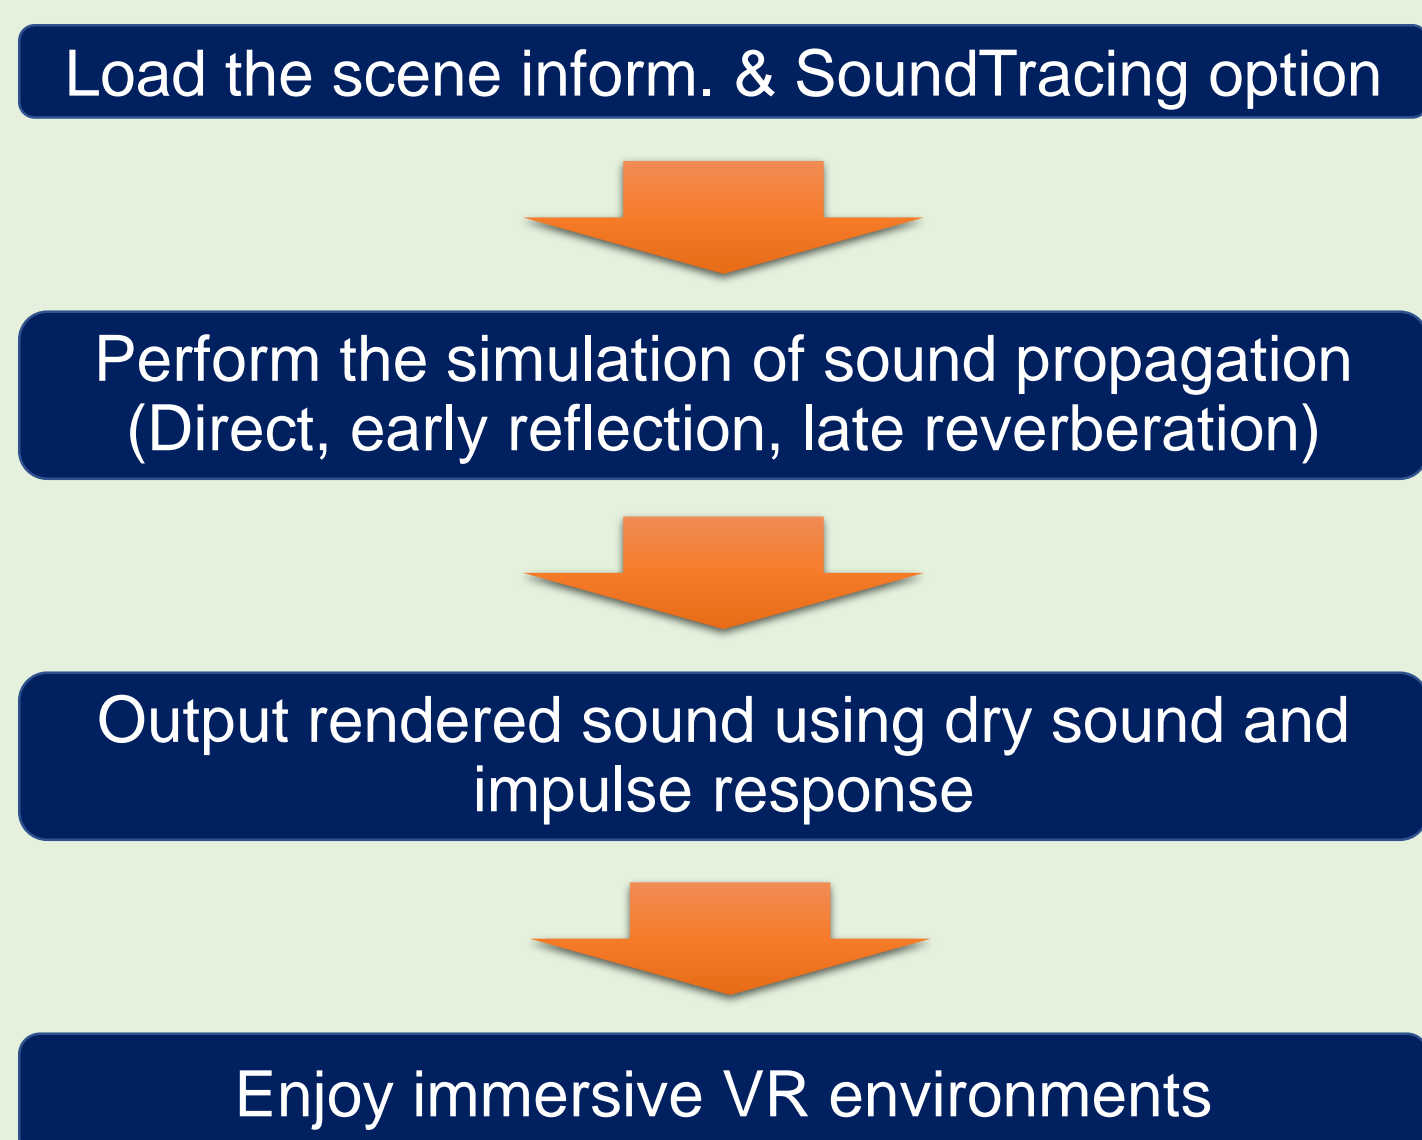 Load the scene inform. & SoundTracing option
Perform the simulation of sound propagation
(Direct, early reflection, late reverberation)
Output rendered sound using dry sound and
impulse response
Enjoy immersive VR environments